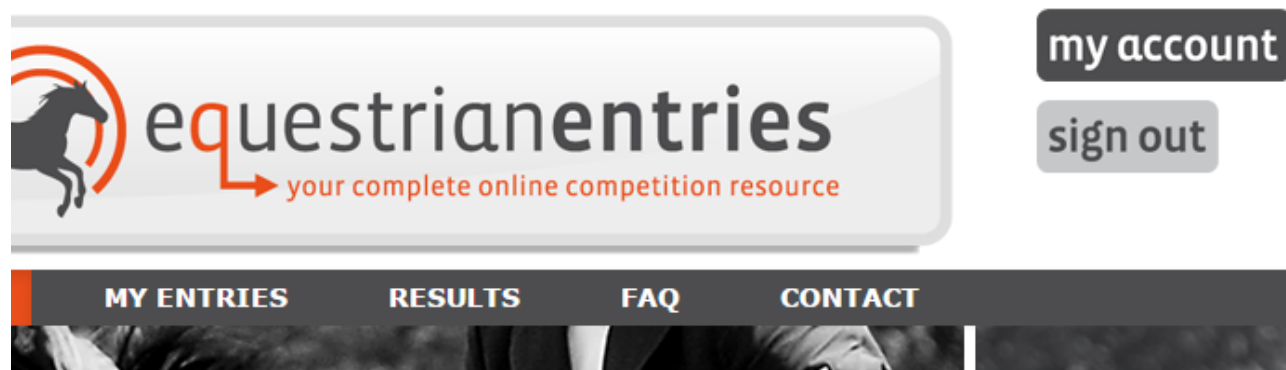 equestrianentries
your complete online competition resource
my account
sign out
MY ENTRIES RESULTS FAQ CONTACT